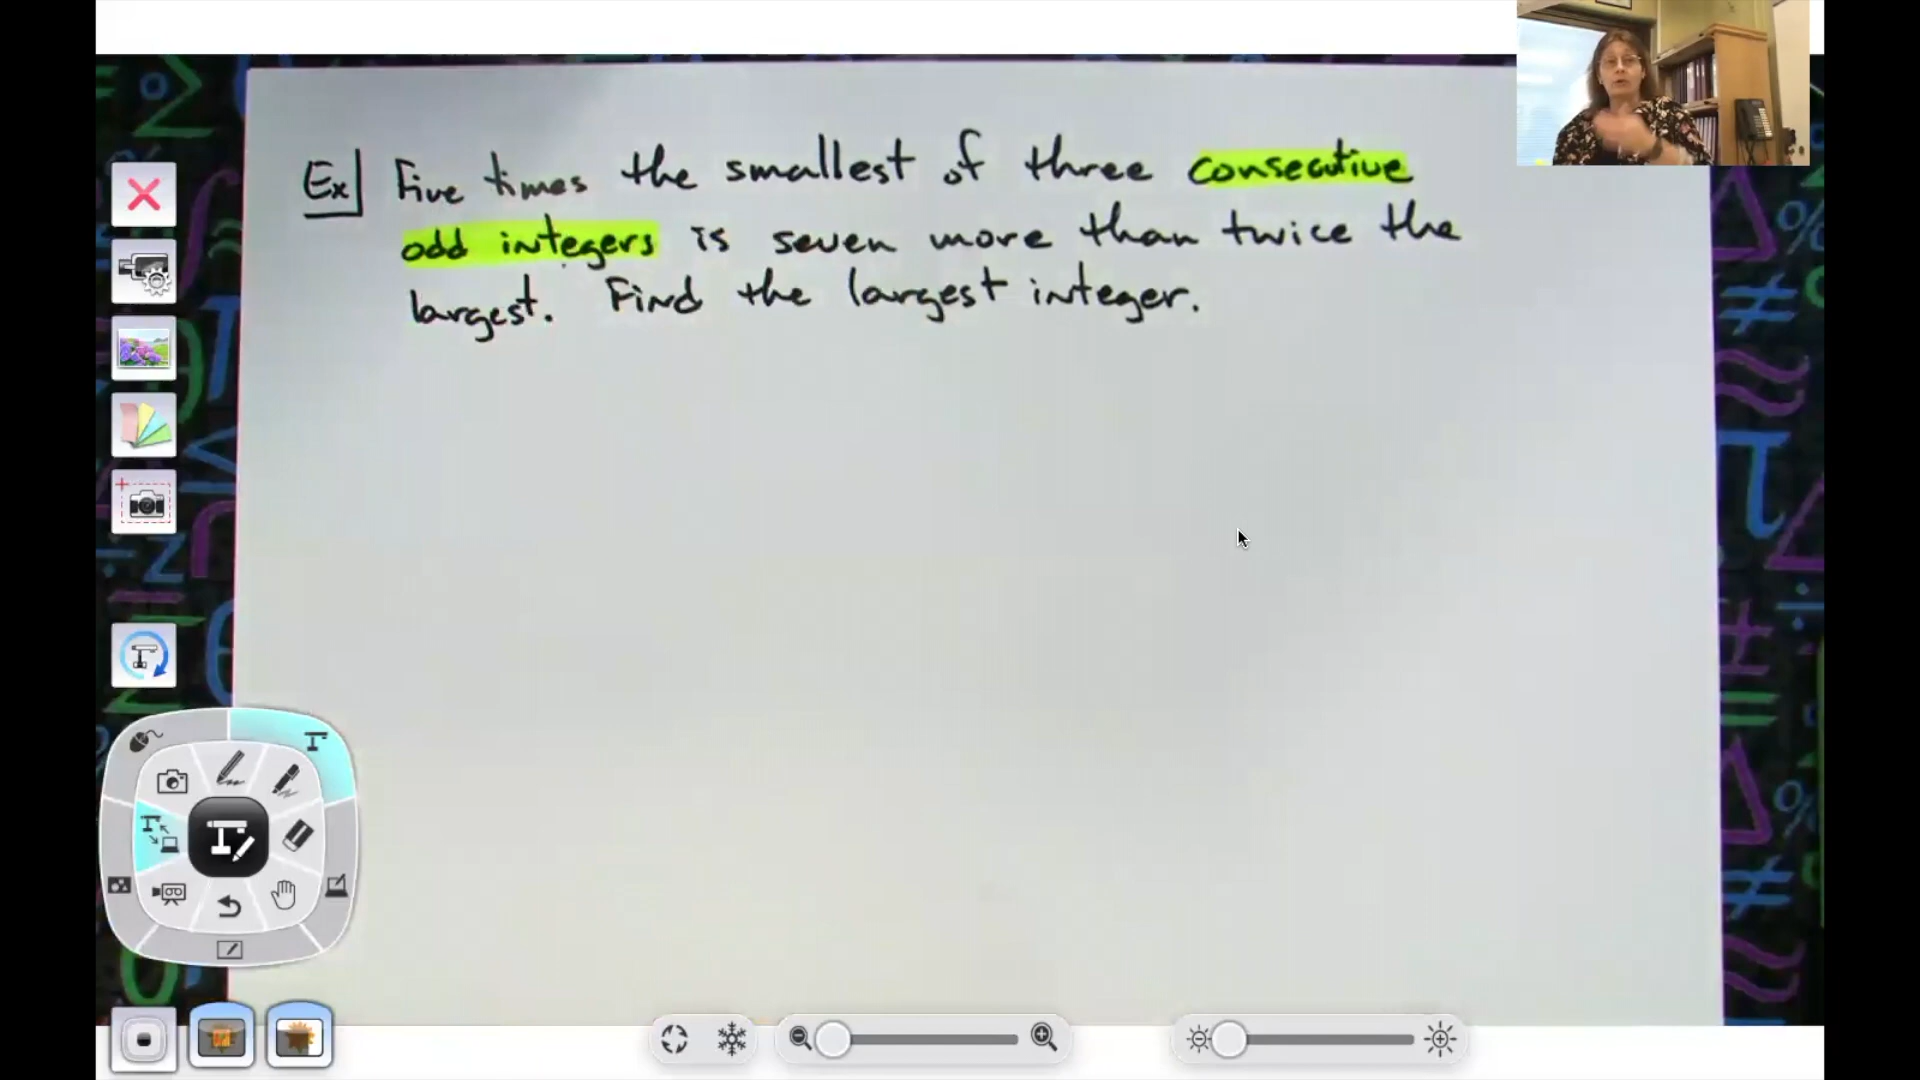 Ex Five times the smallest of three consecutive
odd integers is seven more than twice the
largest. Find the largest integer.